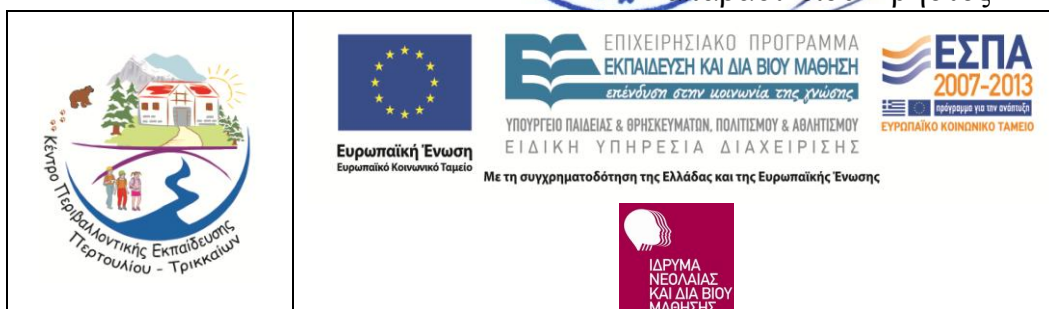 Κέντρο Περιβαλλοντικής Εκπαίδευσης
Περτουλίου - Τρικκαίων
Ευρωπαϊκή Ένωση
Ευρωπαϊκό Κοινωνικό Ταμείο
ΕΠΙΧΕΙΡΗΣΙΑΚΟ ΠΡΟΓΡΑΜΜΑ
ΕΚΠΑΙΔΕΥΣΗ ΚΑΙ ΔΙΑ ΒΙΟΥ ΜΑΘΗΣΗ
επένδυση στην κοινωνία της γνώσης
ΥΠΟΥΡΓΕΙΟ ΠΑΙΔΕΙΑΣ & ΘΡΗΣΚΕΥΜΑΤΩΝ, ΠΟΛΙΤΙΣΜΟΥ & ΑΘΛΗΤΙΣΜΟΥ
ΕΙΔΙΚΗ ΥΠΗΡΕΣΙΑ ΔΙΑΧΕΙΡΙΣΗΣ
Με τη συγχρηματοδότηση της Ελλάδας και της Ευρωπαϊκής Ένωσης
ΕΣΠΑ
2007-2013
πρόγραμμα για την ανάπτυξη
ΕΥΡΩΠΑΪΚΟ ΚΟΙΝΩΝΙΚΟ ΤΑΜΕΙΟ
ΙΔΡΥΜΑ
ΝΕΟΛΑΙΑΣ
ΚΑΙ ΔΙΑ ΒΙΟΥ
ΜΑΘΗΣΗΣ